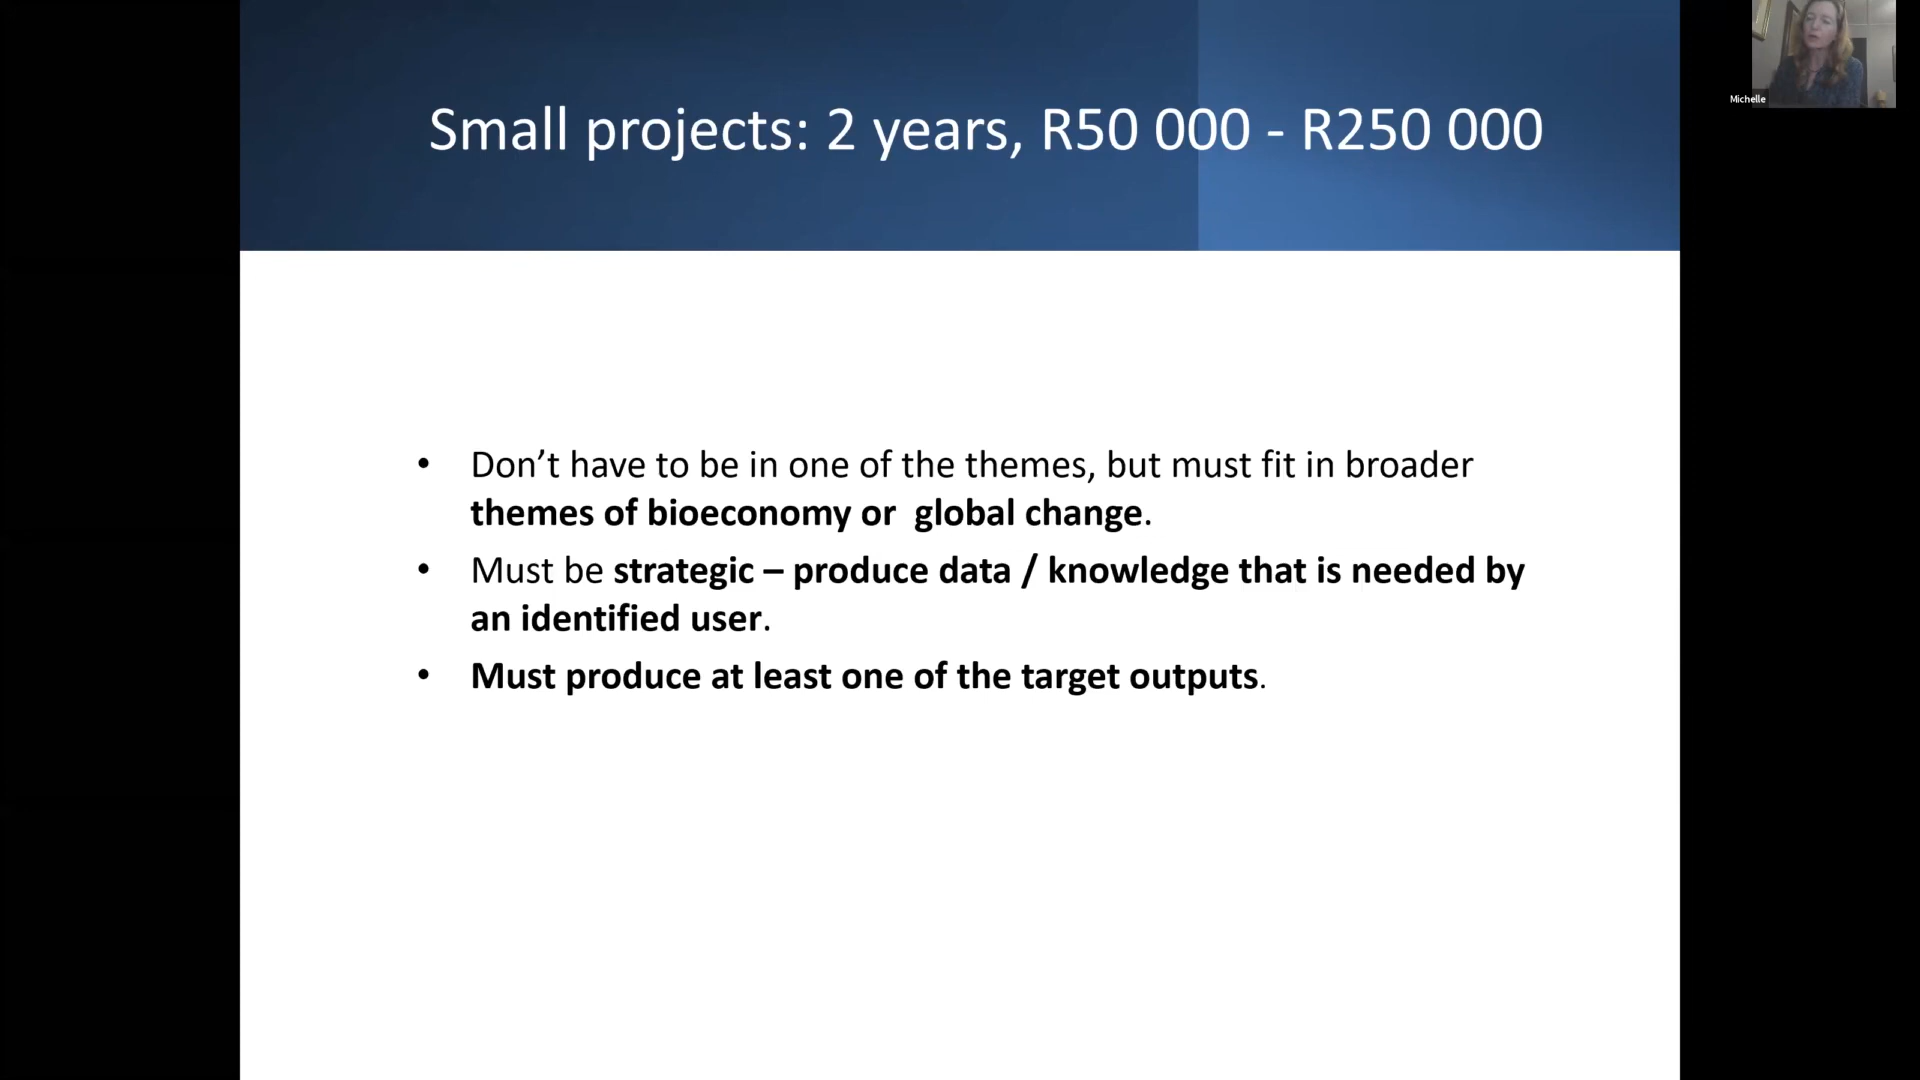 Small projects: 2 years, R50 000 - R250 000
Michelle
• Don’t have to be in one of the themes, but must fit in broader
themes of bioeconomy or  global change.
• Must be strategic – produce data / knowledge that is needed by
an identified user.
• Must produce at least one of the target outputs.